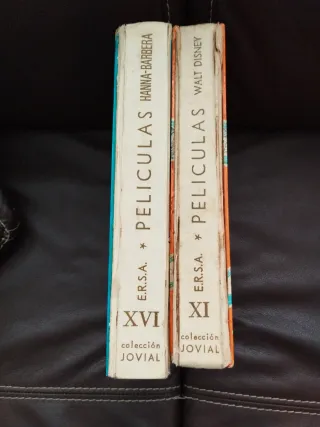 E.R.S.A. * PELICULAS HANNA-BARBERA
XVI
colección
JOVIAL
E.R.S.A. * PELICULAS WALT DISNEY
XI
colección
JOVIAL